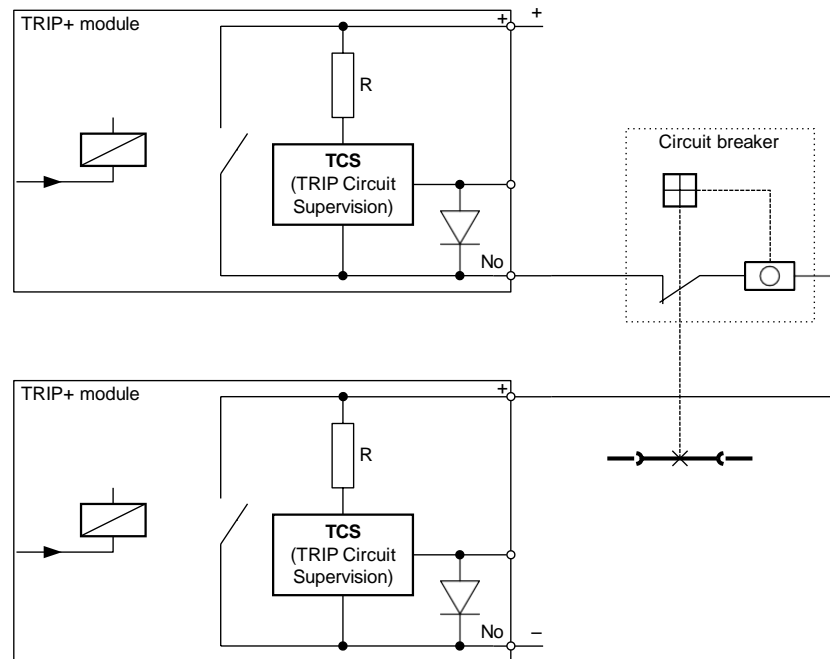 TRIP+ module
+
+
R
TCS
(TRIP Circuit
Supervision)
No
Circuit breaker
TRIP+ module
+
R
TCS
(TRIP Circuit
Supervision)
No
–